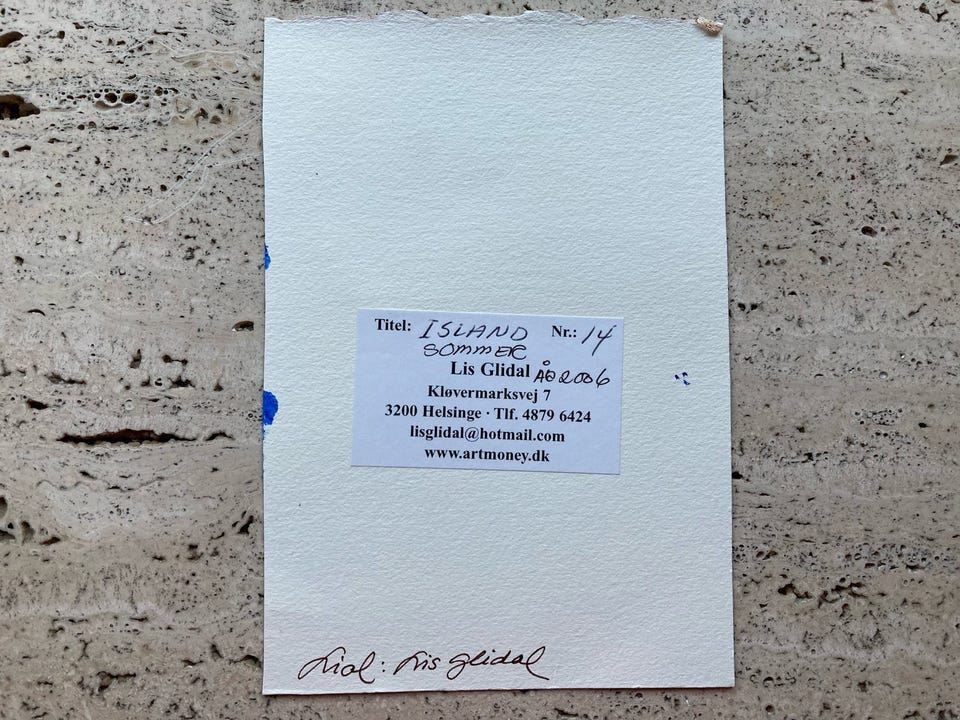 Titel: ISLAND Nr.: 14
SOMMER
Lis Glidal ÅR 2006
Kløvermarksvej 7
3200 Helsinge · Tlf. 4879 6424
lisglidal@hotmail.com
www.artmoney.dk
: Lis Glidal